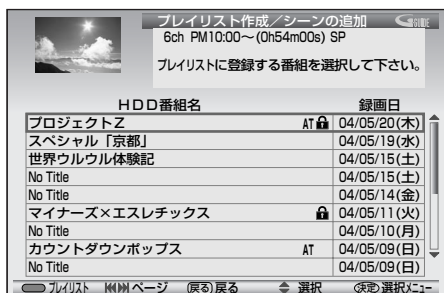 プレイリスト作成／シーンの追加 GGUIDE
6ch PM10:00～(0h54m00s) SP
プレイリストに登録する番組を選択して下さい。
HDD番組名 録画日
プロジェクトZ AT 04/05/20(木)
スペシャル「京都」 04/05/19(水)
世界ウルウル体験記 04/05/15(土)
No Title 04/05/15(土)
No Title 04/05/14(金)
マイナーズ×エスレチックス 04/05/11(火)
No Title 04/05/10(月)
カウントダウンポップス AT 04/05/09(日)
No Title 04/05/09(日)
プレイリスト ページ 戻る 戻る 選択 決定 選択メニュー